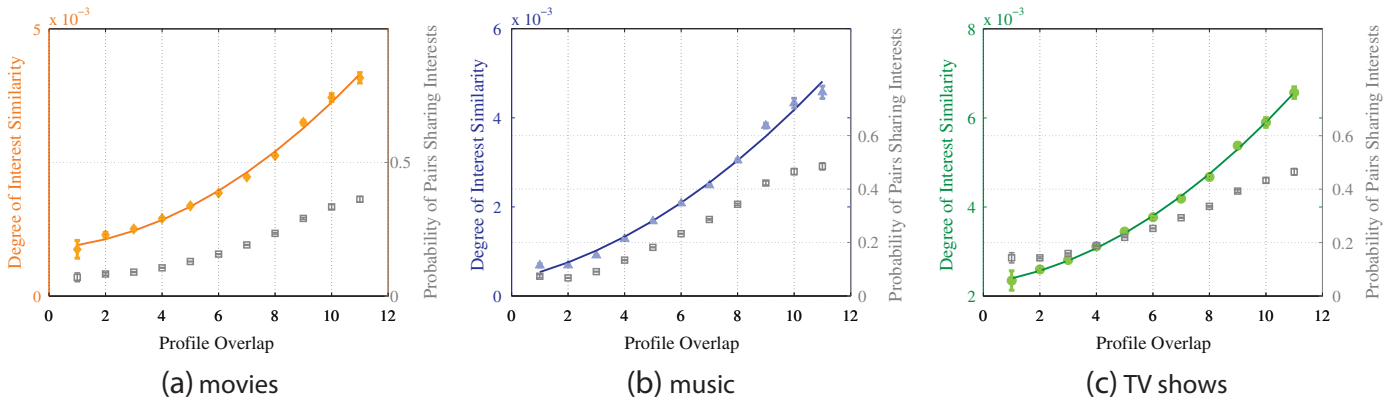 x 10⁻³
5
0
Degree of Interest Similarity
0.5
0
Probability of Pairs Sharing Interests
0 2 4 6 8 10 12
Profile Overlap
(a) movies
x 10⁻³
6
4
2
0
Degree of Interest Similarity
0.6
0.4
0.2
0
Probability of Pairs Sharing Interests
0 2 4 6 8 10 12
Profile Overlap
(b) music
x 10⁻³
8
6
4
2
Degree of Interest Similarity
0.6
0.4
0.2
0
Probability of Pairs Sharing Interests
0 2 4 6 8 10 12
Profile Overlap
(c) TV shows